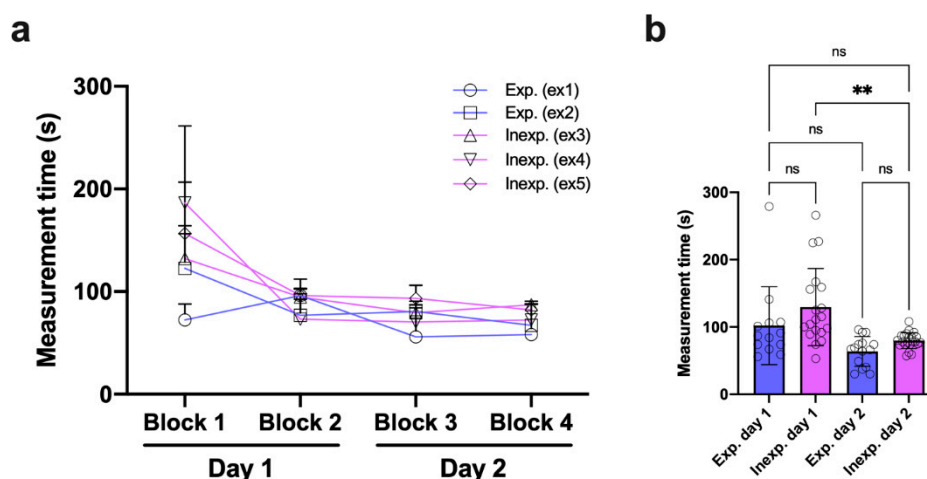 a
Measurement time (s)
300
200
100
0
Exp. (ex1)
Exp. (ex2)
Inexp. (ex3)
Inexp. (ex4)
Inexp. (ex5)
Block 1 Block 2 Block 3 Block 4
Day 1 Day 2
b
ns
**
ns
ns ns
Measurement time (s)
300
200
100
0
Exp. day 1
Inexp. day 1
Exp. day 2
Inexp. day 2